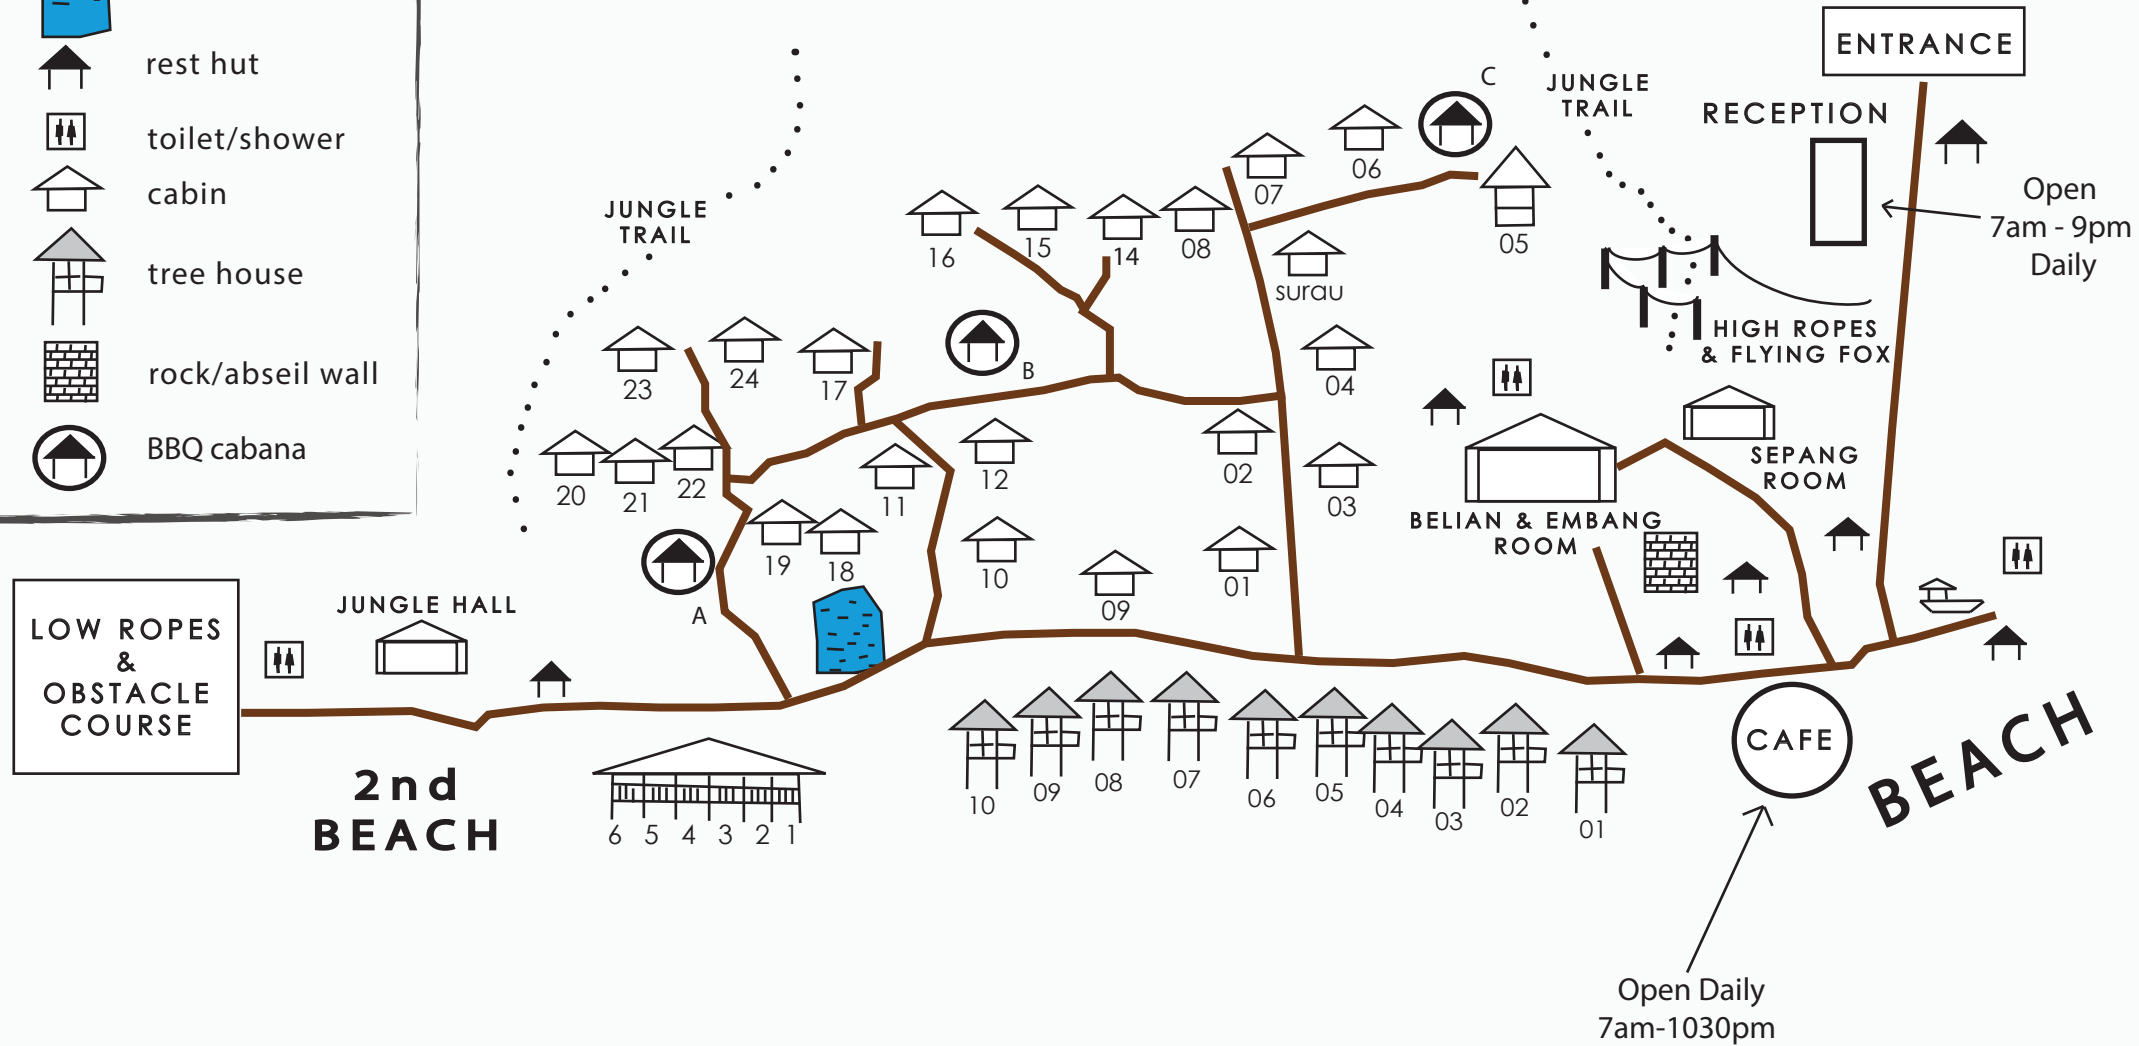 rest hut
toilet/shower
cabin
tree house
rock/abseil wall
BBQ cabana
ENTRANCE
RECEPTION
Open
7am - 9pm
Daily
JUNGLE
TRAIL
C
06
07
05
surau
JUNGLE
TRAIL
16
15
14
08
HIGH ROPES
& FLYING FOX
04
B
23
24
17
20
21
22
11
12
02
03
SEPANG
ROOM
BELIAN & EMBANG
ROOM
19
18
10
09
01
A
JUNGLE HALL
LOW ROPES
&
OBSTACLE
COURSE
2nd
BEACH
6 5 4 3 2 1
10
09
08
07
06
05
04
03
02
01
CAFE
BEACH
Open Daily
7am-1030pm